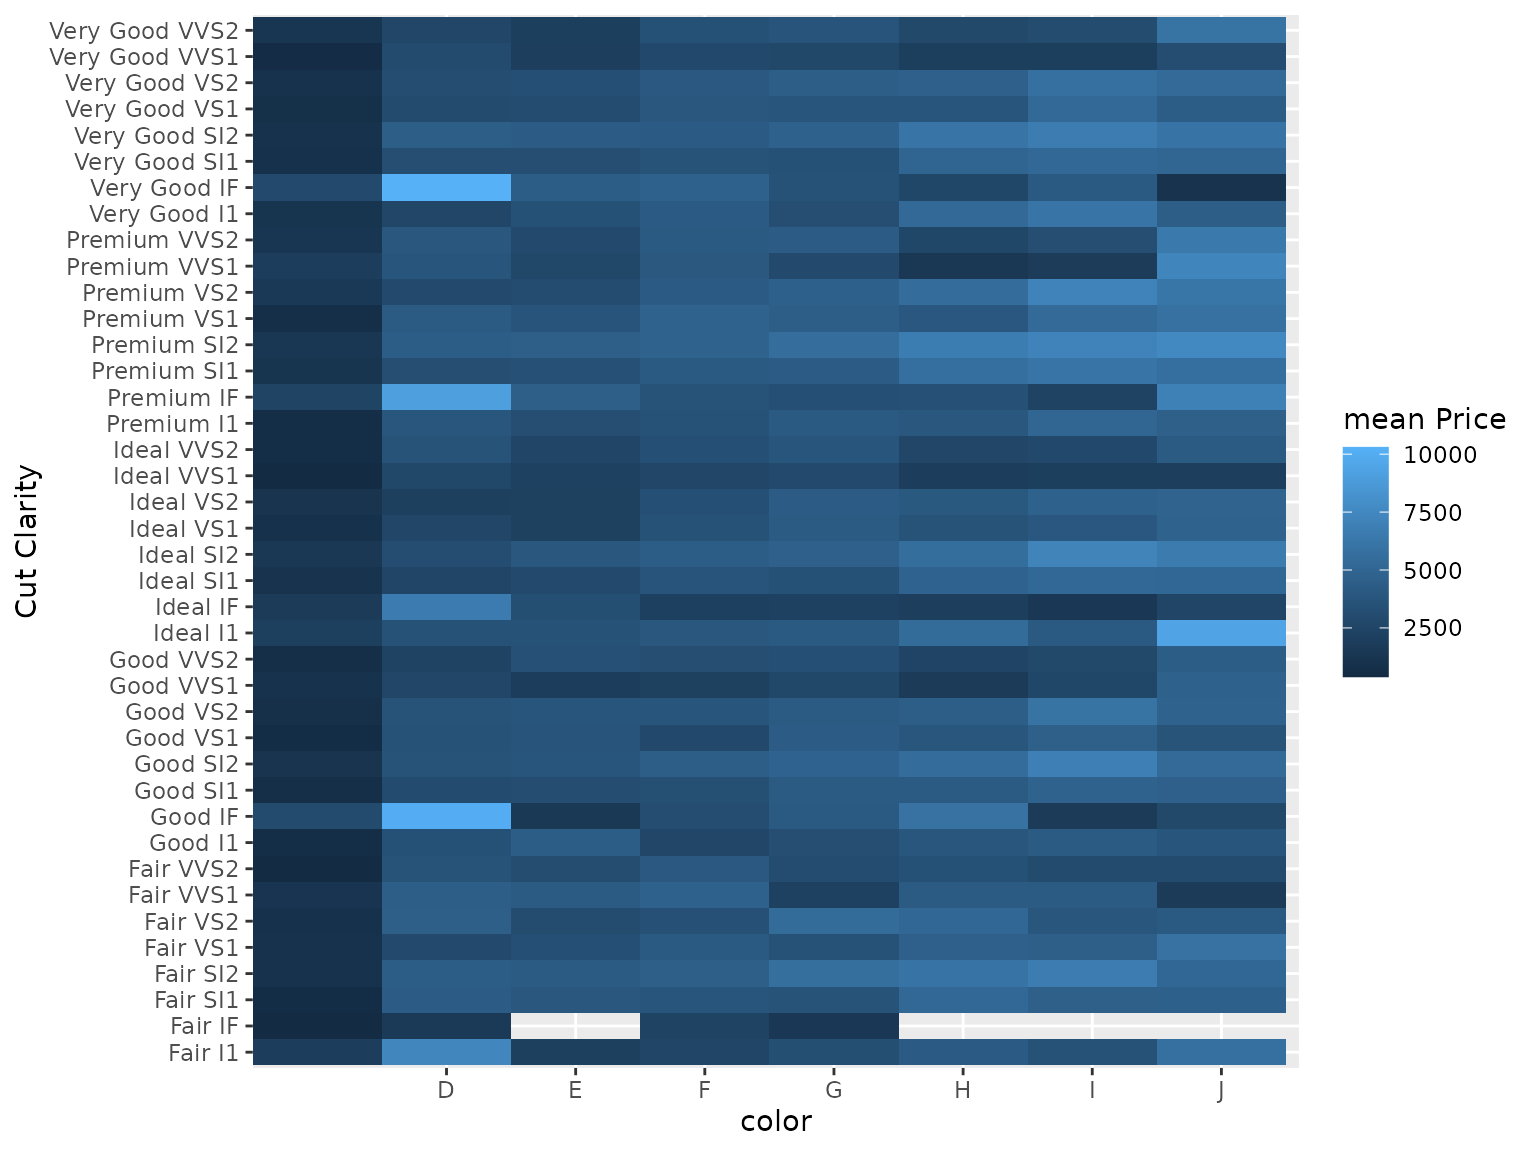 Very Good VVS2
Very Good VVS1
Very Good VS2
Very Good VS1
Very Good SI2
Very Good SI1
Very Good IF
Very Good I1
Premium VVS2
Premium VVS1
Premium VS2
Premium VS1
Premium SI2
Premium SI1
Premium IF
Premium I1
Ideal VVS2
Ideal VVS1
Ideal VS2
Ideal VS1
Ideal SI2
Ideal SI1
Ideal IF
Ideal I1
Good VVS2
Good VVS1
Good VS2
Good VS1
Good SI2
Good SI1
Good IF
Good I1
Fair VVS2
Fair VVS1
Fair VS2
Fair VS1
Fair SI2
Fair SI1
Fair IF
Fair I1
Cut Clarity
D E F G H I J
color
mean Price
10000
7500
5000
2500